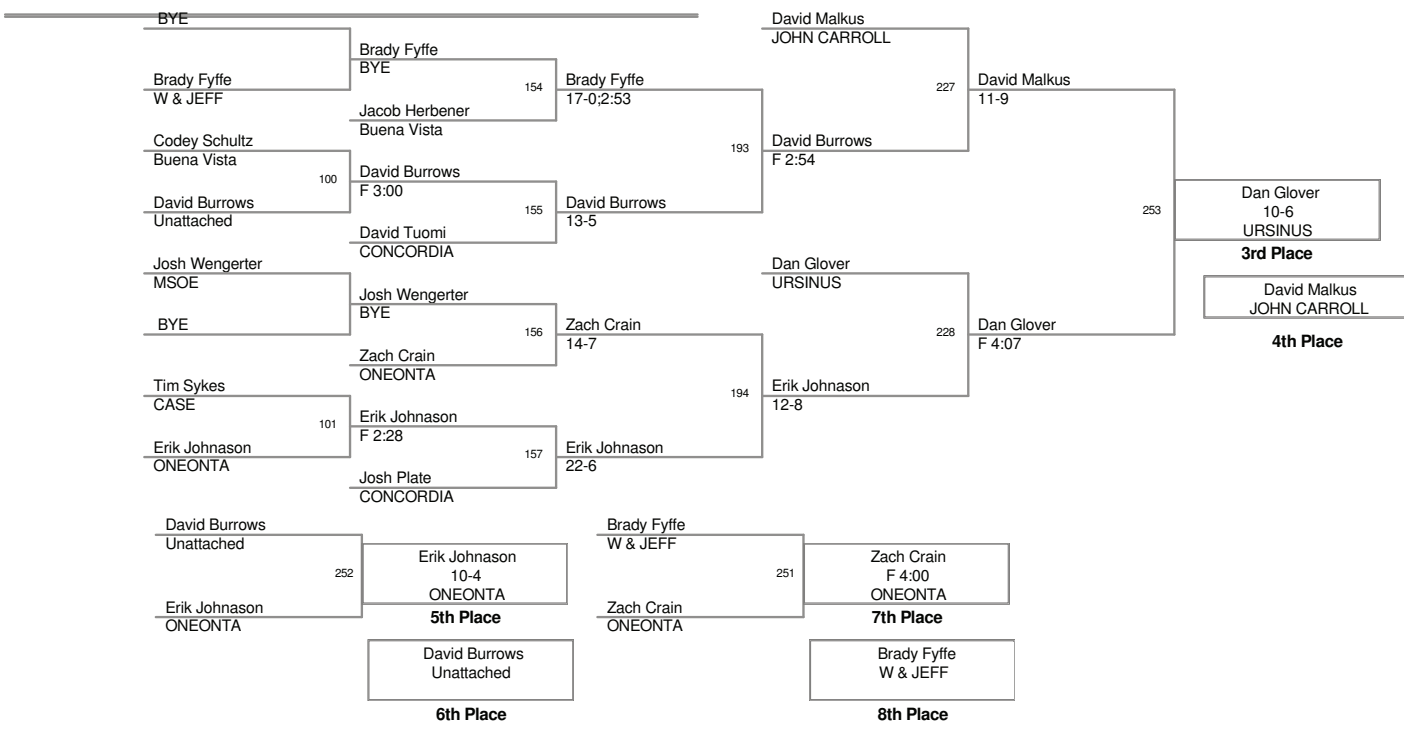 BYE
Brady Fyffe
W & JEFF
Codey Schultz
Buena Vista
100
David Burrows
Unattached
Josh Wengerter
MSOE
BYE
Tim Sykes
CASE
101
Erik Johnason
ONEONTA
Brady Fyffe
BYE
154
Jacob Herbener
Buena Vista
David Burrows
F 3:00
155
David Tuomi
CONCORDIA
Josh Wengerter
BYE
156
Zach Crain
ONEONTA
Erik Johnason
F 2:28
157
Josh Plate
CONCORDIA
Brady Fyffe
17-0;2:53
193
David Burrows
13-5
Zach Crain
14-7
194
Erik Johnason
22-6
David Malkus
JOHN CARROLL
227
David Burrows
F 2:54
Dan Glover
URSINUS
228
Erik Johnason
12-8
David Malkus
11-9
253
Dan Glover
F 4:07
Dan Glover
10-6
URSINUS
3rd Place
David Malkus
JOHN CARROLL
4th Place
David Burrows
Unattached
252
Erik Johnason
ONEONTA
Erik Johnason
10-4
ONEONTA
5th Place
David Burrows
Unattached
6th Place
Brady Fyffe
W & JEFF
251
Zach Crain
ONEONTA
Zach Crain
F 4:00
ONEONTA
7th Place
Brady Fyffe
W & JEFF
8th Place